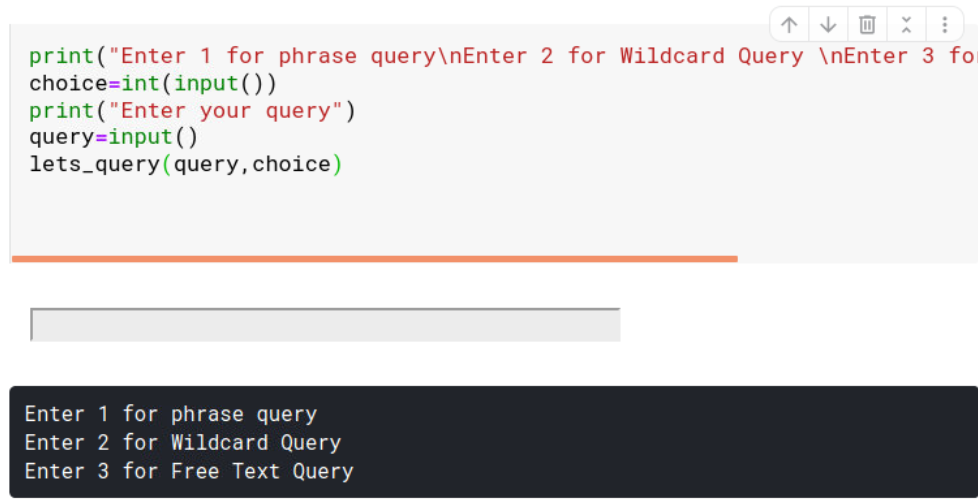 print("Enter 1 for phrase query\nEnter 2 for Wildcard Query \nEnter 3 fo
choice=int(input())
print("Enter your query")
query=input()
lets_query(query,choice)
Enter 1 for phrase query
Enter 2 for Wildcard Query
Enter 3 for Free Text Query